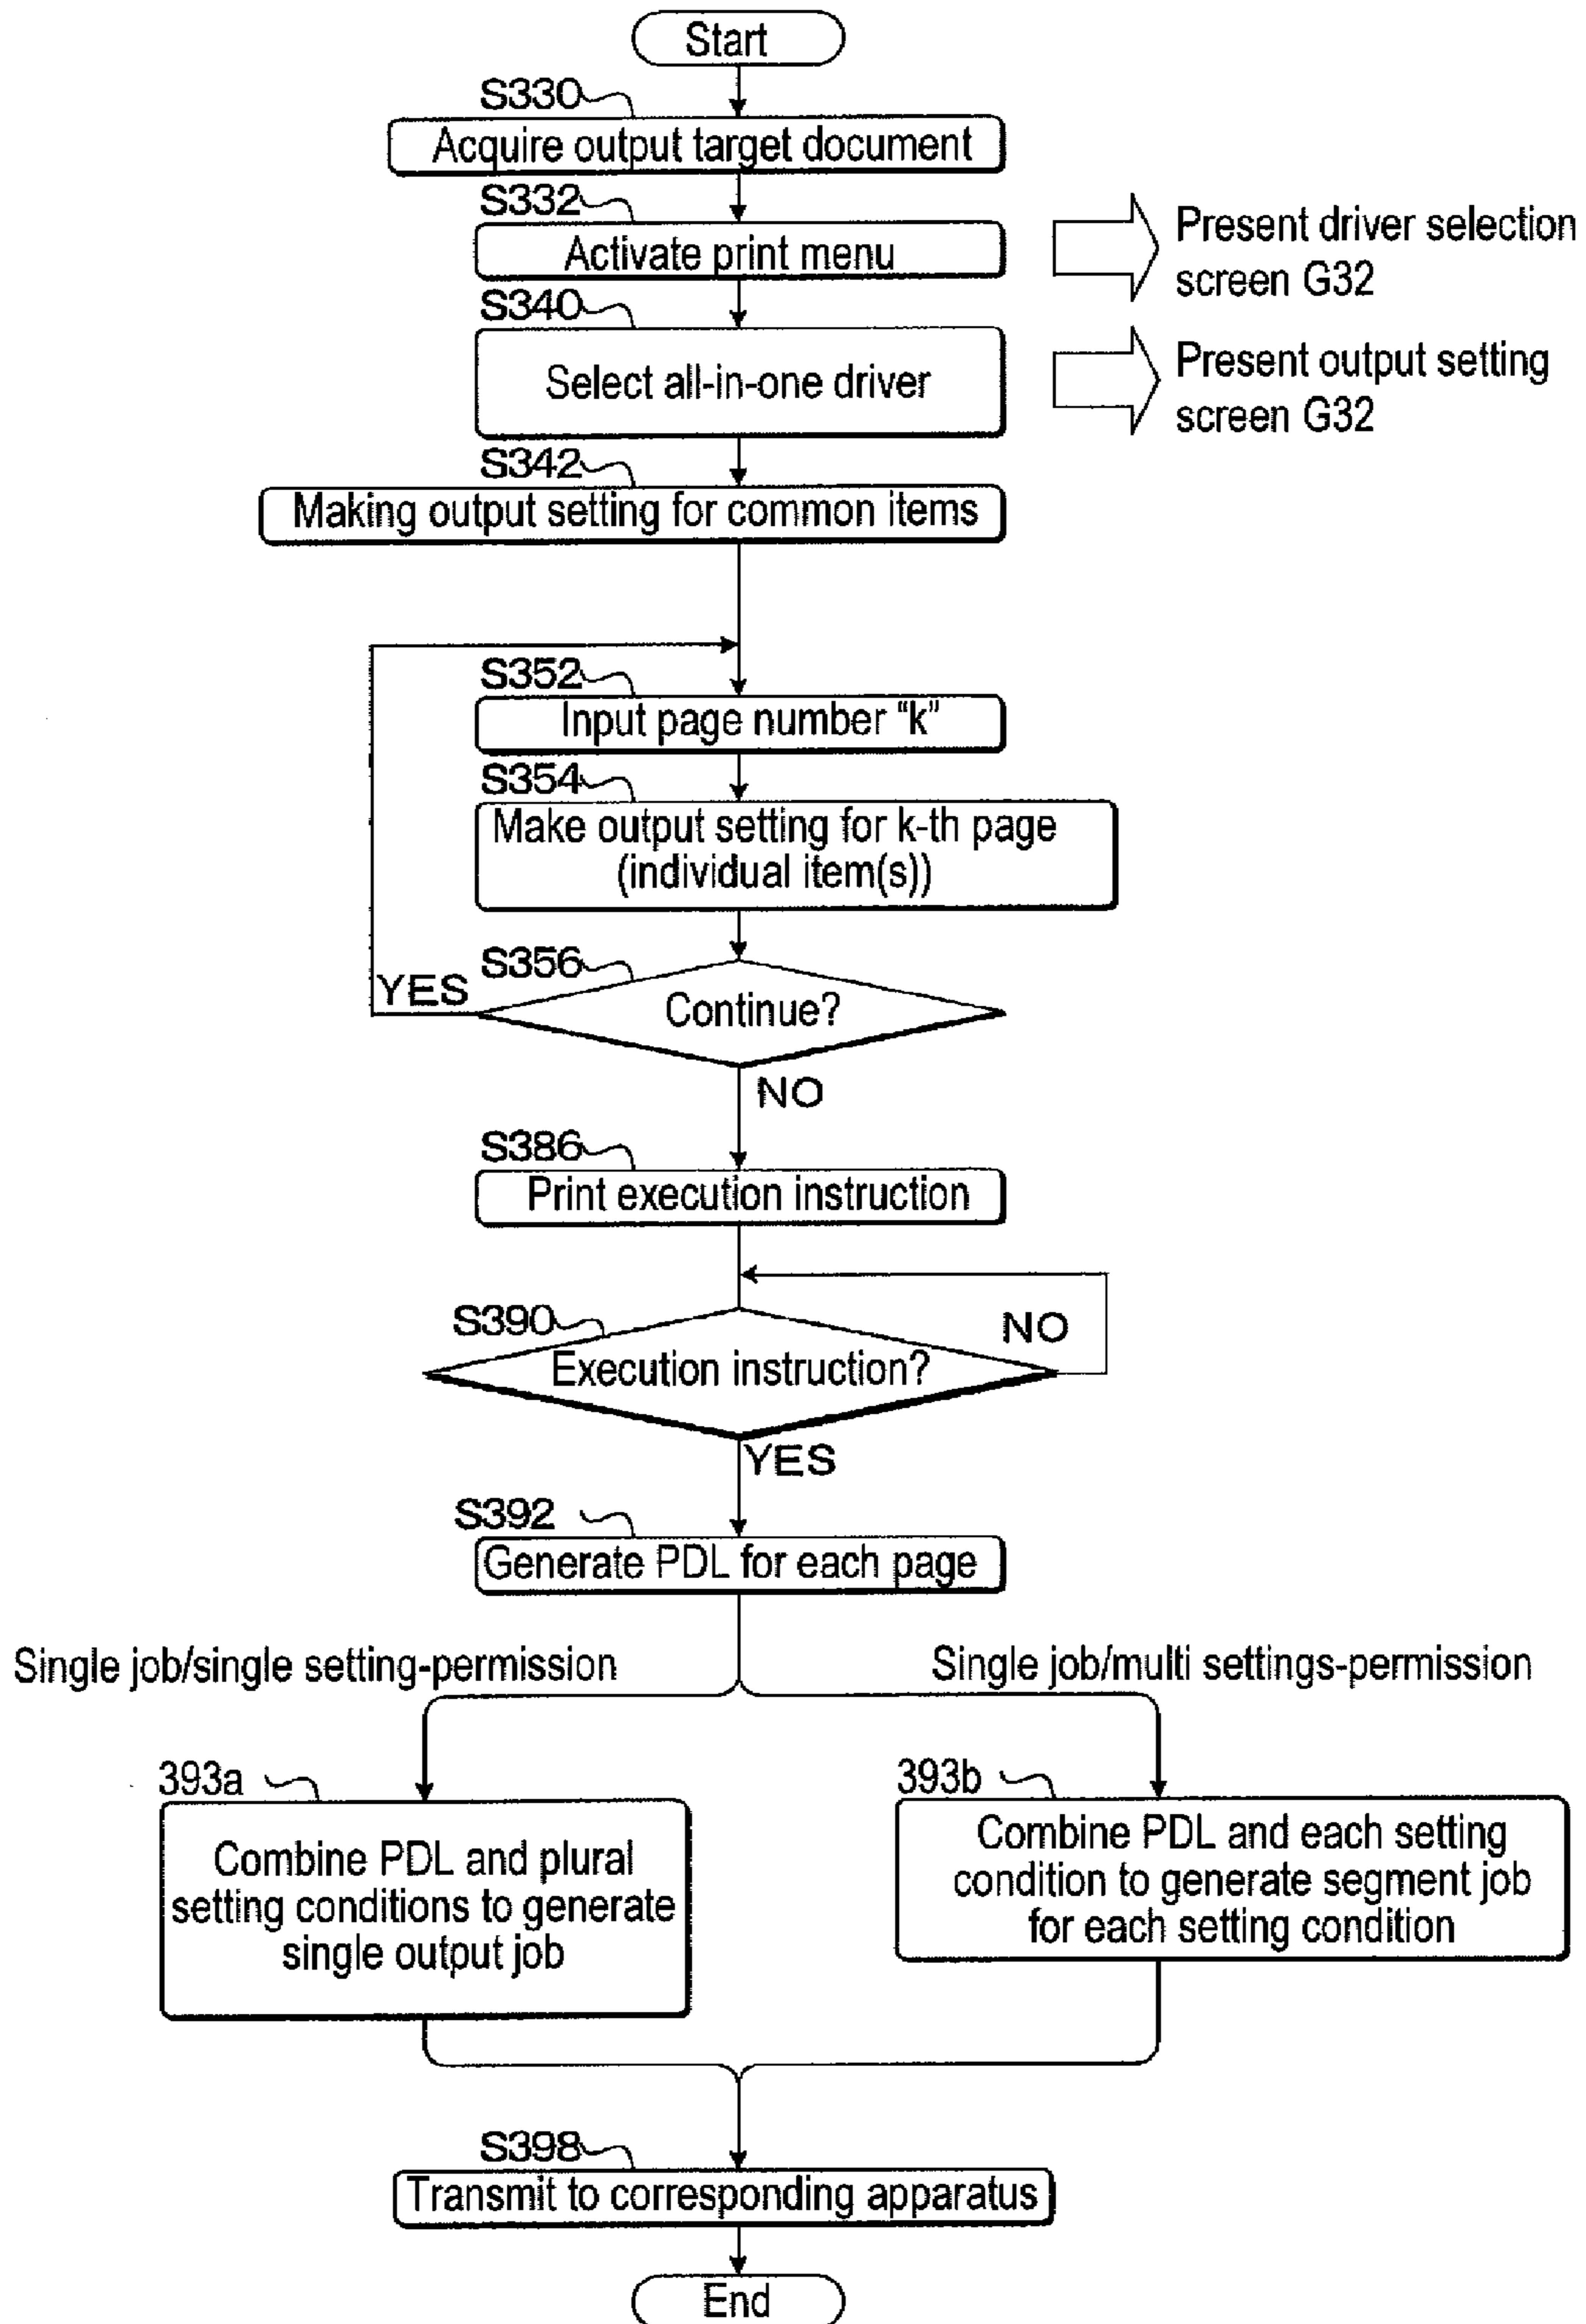 Start
S330
Acquire output target document
S332
Activate print menu
Present driver selection
screen G32
S340
Select all-in-one driver
Present output setting
screen G32
S342
Making output setting for common items
S352
Input page number “k”
S354
Make output setting for k-th page
(individual item(s))
S356
YES
Continue?
NO
S386
Print execution instruction
S390
NO
Execution instruction?
YES
S392
Generate PDL for each page
Single job/single setting-permission
Single job/multi settings-permission
393a
Combine PDL and plural
setting conditions to generate
single output job
393b
Combine PDL and each setting
condition to generate segment job
for each setting condition
S398
Transmit to corresponding apparatus
End